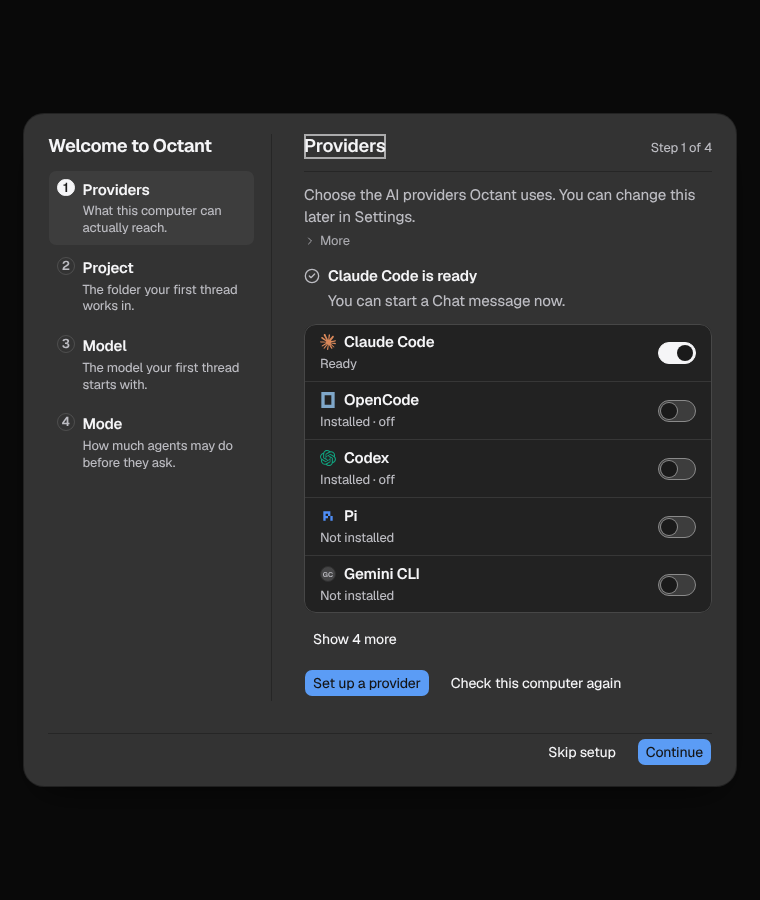 Welcome to Octant
1 Providers
What this computer can
actually reach.
2 Project
The folder your first thread
works in.
3 Model
The model your first thread
starts with.
4 Mode
How much agents may do
before they ask.
Providers
Step 1 of 4
Choose the AI providers Octant uses. You can change this
later in Settings.
More
Claude Code is ready
You can start a Chat message now.
Claude Code
Ready
OpenCode
Installed · off
Codex
Installed · off
Pi
Not installed
GC Gemini CLI
Not installed
Show 4 more
Set up a provider
Check this computer again
Skip setup
Continue